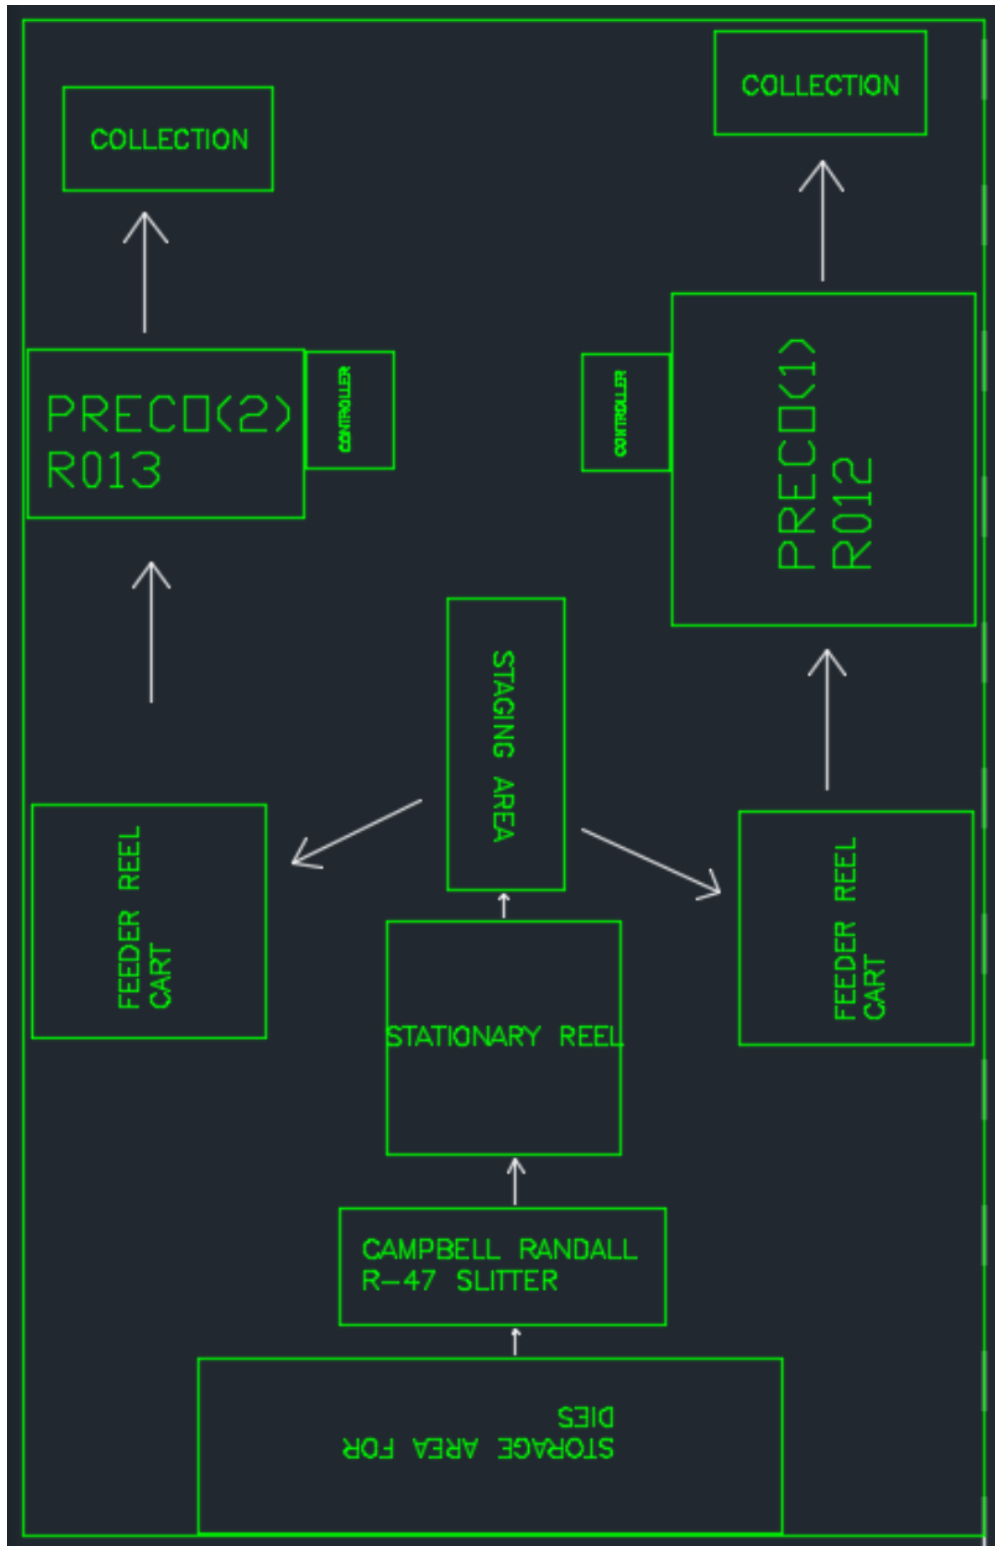 COLLECTION
COLLECTION
PRECO(2)
R013
CONTROLLER
CONTROLLER
PRECO(1)
R012
STAGING AREA
FEEDER REEL
CART
FEEDER REEL
CART
STATIONARY REEL
CAMPBELL RANDALL
R-47 SLITTER
STORAGE AREA FOR
DIES